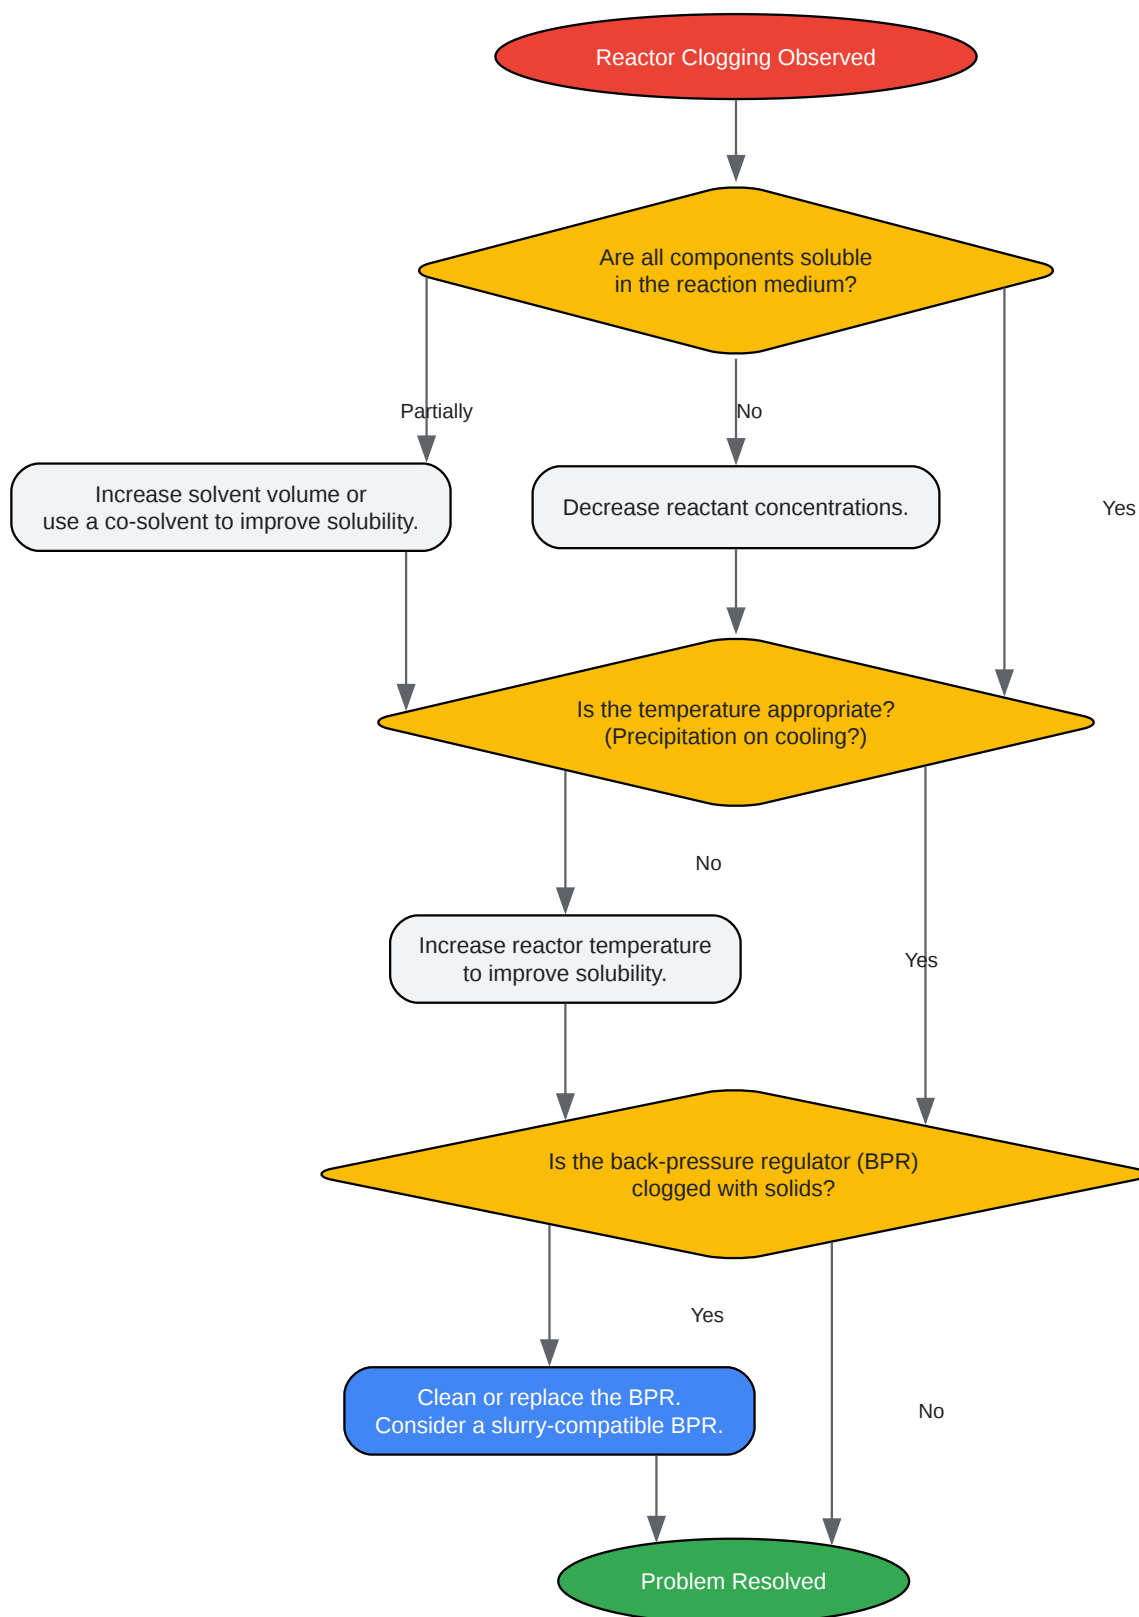 Reactor Clogging Observed
Are all components soluble
in the reaction medium?
Partially
No
Increase solvent volume or
use a co-solvent to improve solubility.
Decrease reactant concentrations.
Yes
Is the temperature appropriate?
(Precipitation on cooling?)
No
Increase reactor temperature
to improve solubility.
Yes
Is the back-pressure regulator (BPR)
clogged with solids?
Yes
Clean or replace the BPR.
Consider a slurry-compatible BPR.
No
Problem Resolved